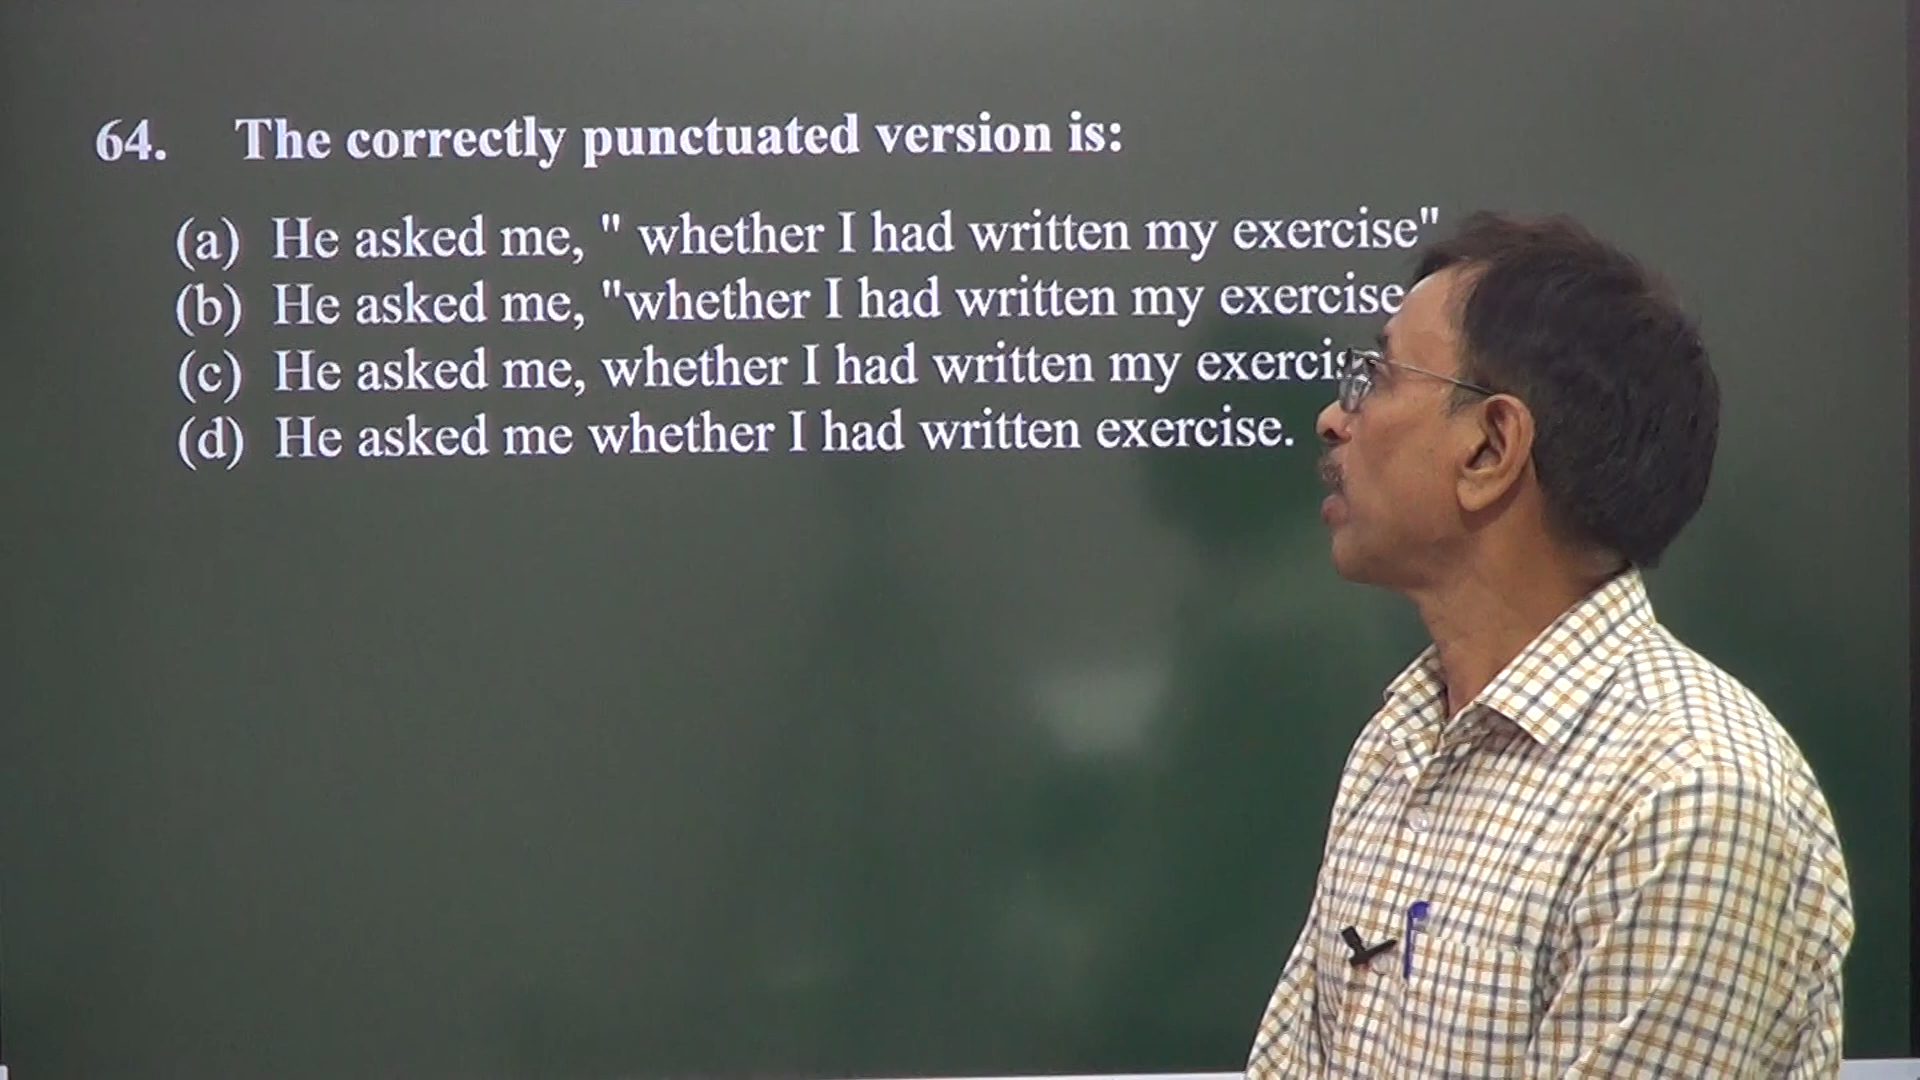 64. The correctly punctuated version is:
(a) He asked me, " whether I had written my exercise"
(b) He asked me, "whether I had written my exercise
(c) He asked me, whether I had written my
(d) He asked me whether I had written exercise.